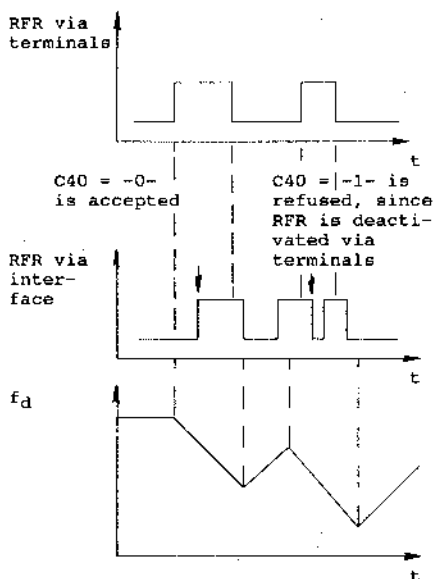 RFR via
terminals
t
C40 = -0-
is accepted
C40 = -1- is
refused, since
RFR is deacti-
vated via
terminals
RFR via
inter-
face
t
fd
t